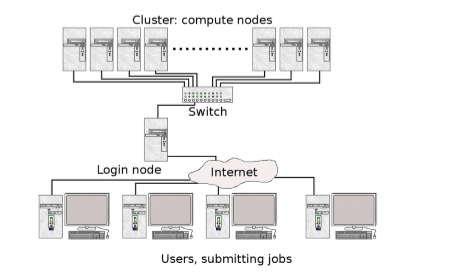 Cluster: compute nodes
Switch
Login node
Internet
Users, submitting jobs